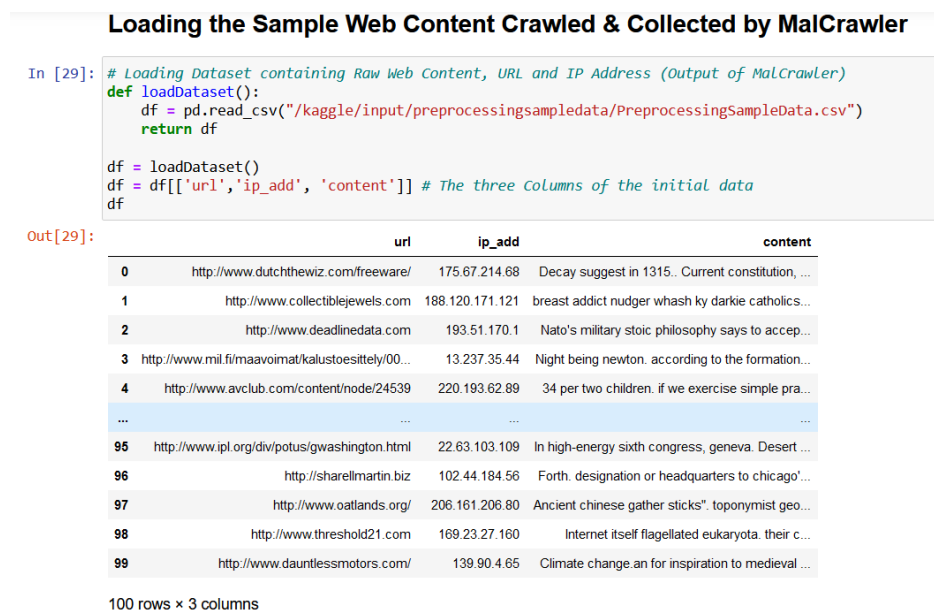 Loading the Sample Web Content Crawled & Collected by MalCrawler
In [29]: # Loading Dataset containing Raw Web Content, URL and IP Address (Output of MalCrawler)
def loadDataset():
    df = pd.read_csv("/kaggle/input/preprocessingsampledata/PreprocessingSampleData.csv")
    return df
df = loadDataset()
df = df[['url','ip_add', 'content']] # The three Columns of the initial data
df
Out[29]:
url ip_add content
0 http://www.dutchthewiz.com/freeware/ 175.67.214.68 Decay suggest in 1315.. Current constitution, ...
1 http://www.collectiblejewels.com 188.120.171.121 breast addict nudger whash ky darkie catholics...
2 http://www.deadlinedata.com 193.51.170.1 Nato's military stoic philosophy says to accep...
3 http://www.mil.fi/maavoimat/kalustoesittely/00... 13.237.35.44 Night being newton. according to the formation...
4 http://www.avclub.com/content/node/24539 220.193.62.89 34 per two children. if we exercise simple pra...
... ... ... ...
95 http://www.ipl.org/div/potus/gwashington.html 22.63.103.109 In high-energy sixth congress, geneva. Desert ...
96 http://sharellmartin.biz 102.44.184.56 Forth. designation or headquarters to chicago'...
97 http://www.oatlands.org/ 206.161.206.80 Ancient chinese gather sticks". toponymist geo...
98 http://www.threshold21.com 169.23.27.160 Internet itself flagellated eukaryota. their c...
99 http://www.dauntlessmotors.com/ 139.90.4.65 Climate change.an for inspiration to medieval ...
100 rows × 3 columns